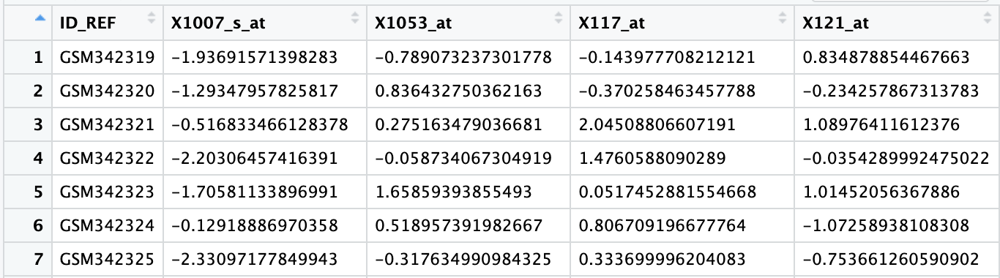 ID_REF X1007_s_at X1053_at X117_at X121_at
1 GSM342319 -1.93691571398283 -0.789073237301778 -0.143977708212121 0.834878854467663
2 GSM342320 -1.29347957825817 0.836432750362163 -0.370258463457788 -0.234257867313783
3 GSM342321 -0.516833466128378 0.275163479036681 2.04508806607191 1.08976411612376
4 GSM342322 -2.20306457416391 -0.058734067304919 1.4760588090289 -0.0354289992475022
5 GSM342323 -1.70581133896991 1.65859393855493 0.0517452881554668 1.01452056367886
6 GSM342324 -0.12918886970358 0.518957391982667 0.806709196677764 -1.07258938108308
7 GSM342325 -2.33097177849943 -0.317634990984325 0.333699996204083 -0.753661260590902